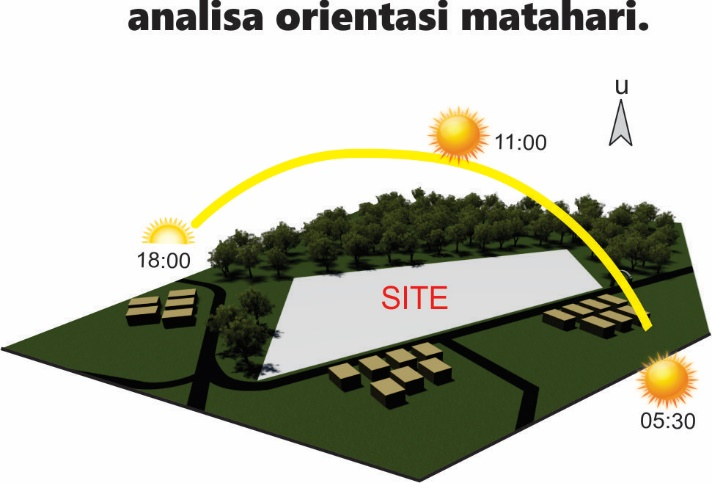 analisa orientasi matahari.
u
11:00
18:00
SITE
05:30